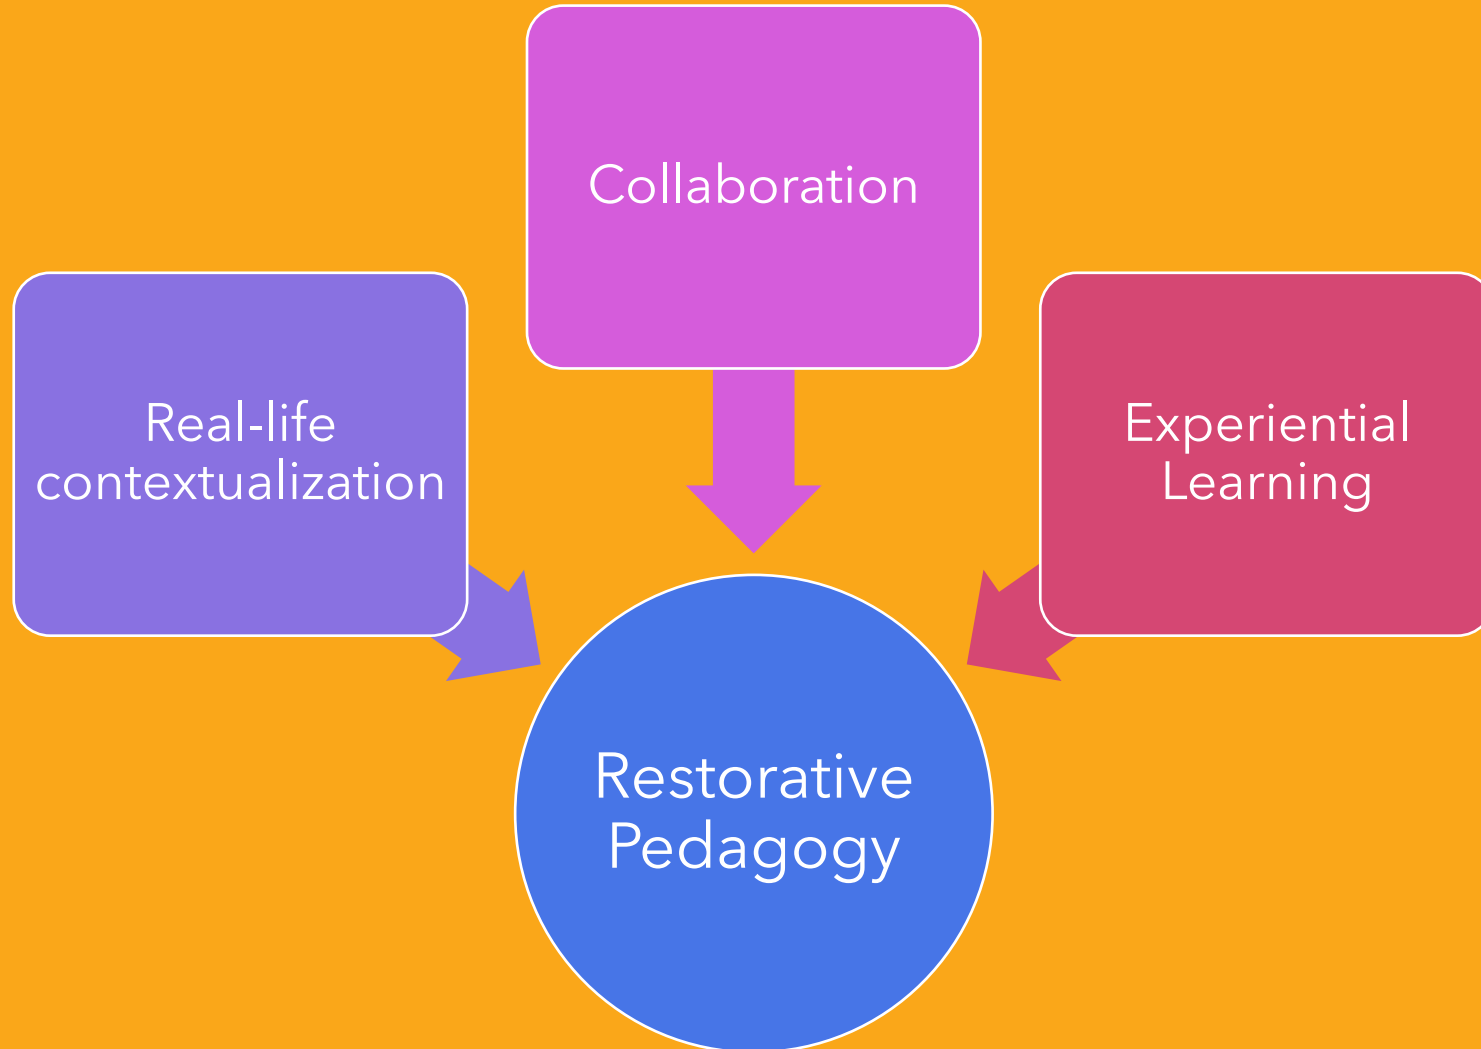 Collaboration
Real-life
contextualization
Experiential
Learning
Restorative
Pedagogy